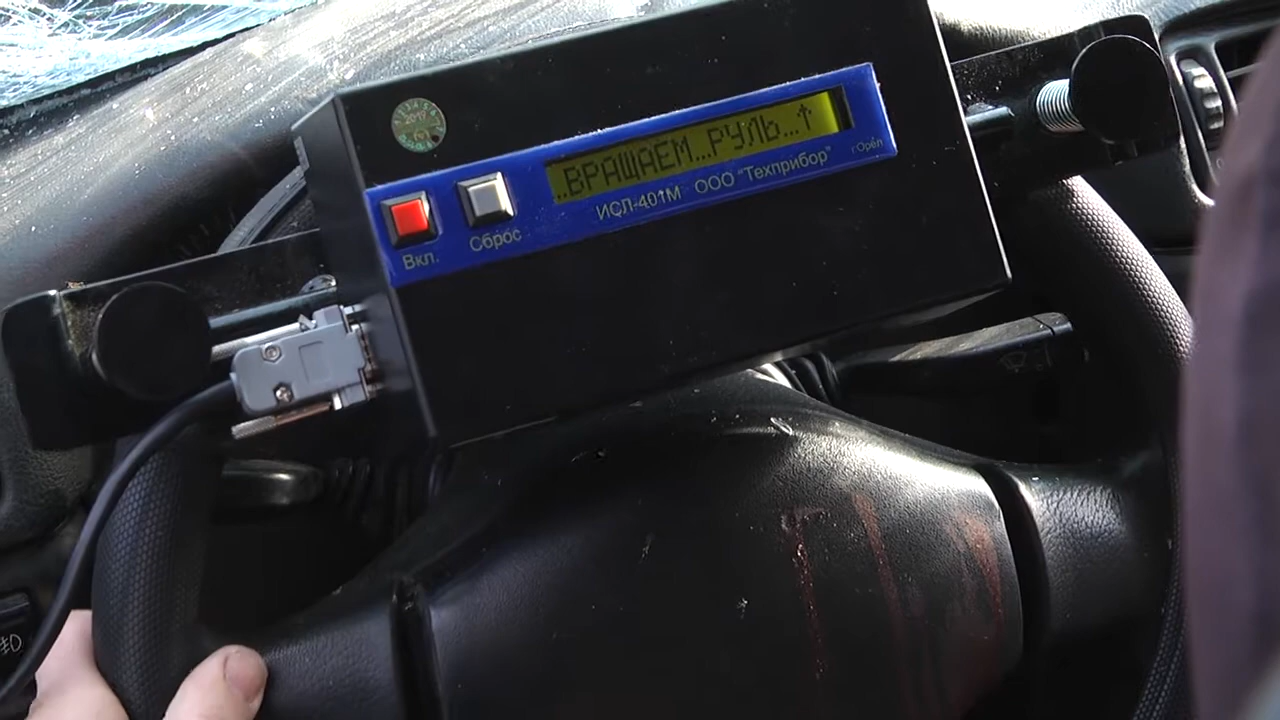 2017
..ВРАЩАЕМ...РУЛЬ...↑
ИСЛ-401М ООО "Техприбор" г.Орёл
Сброс
Вкл.